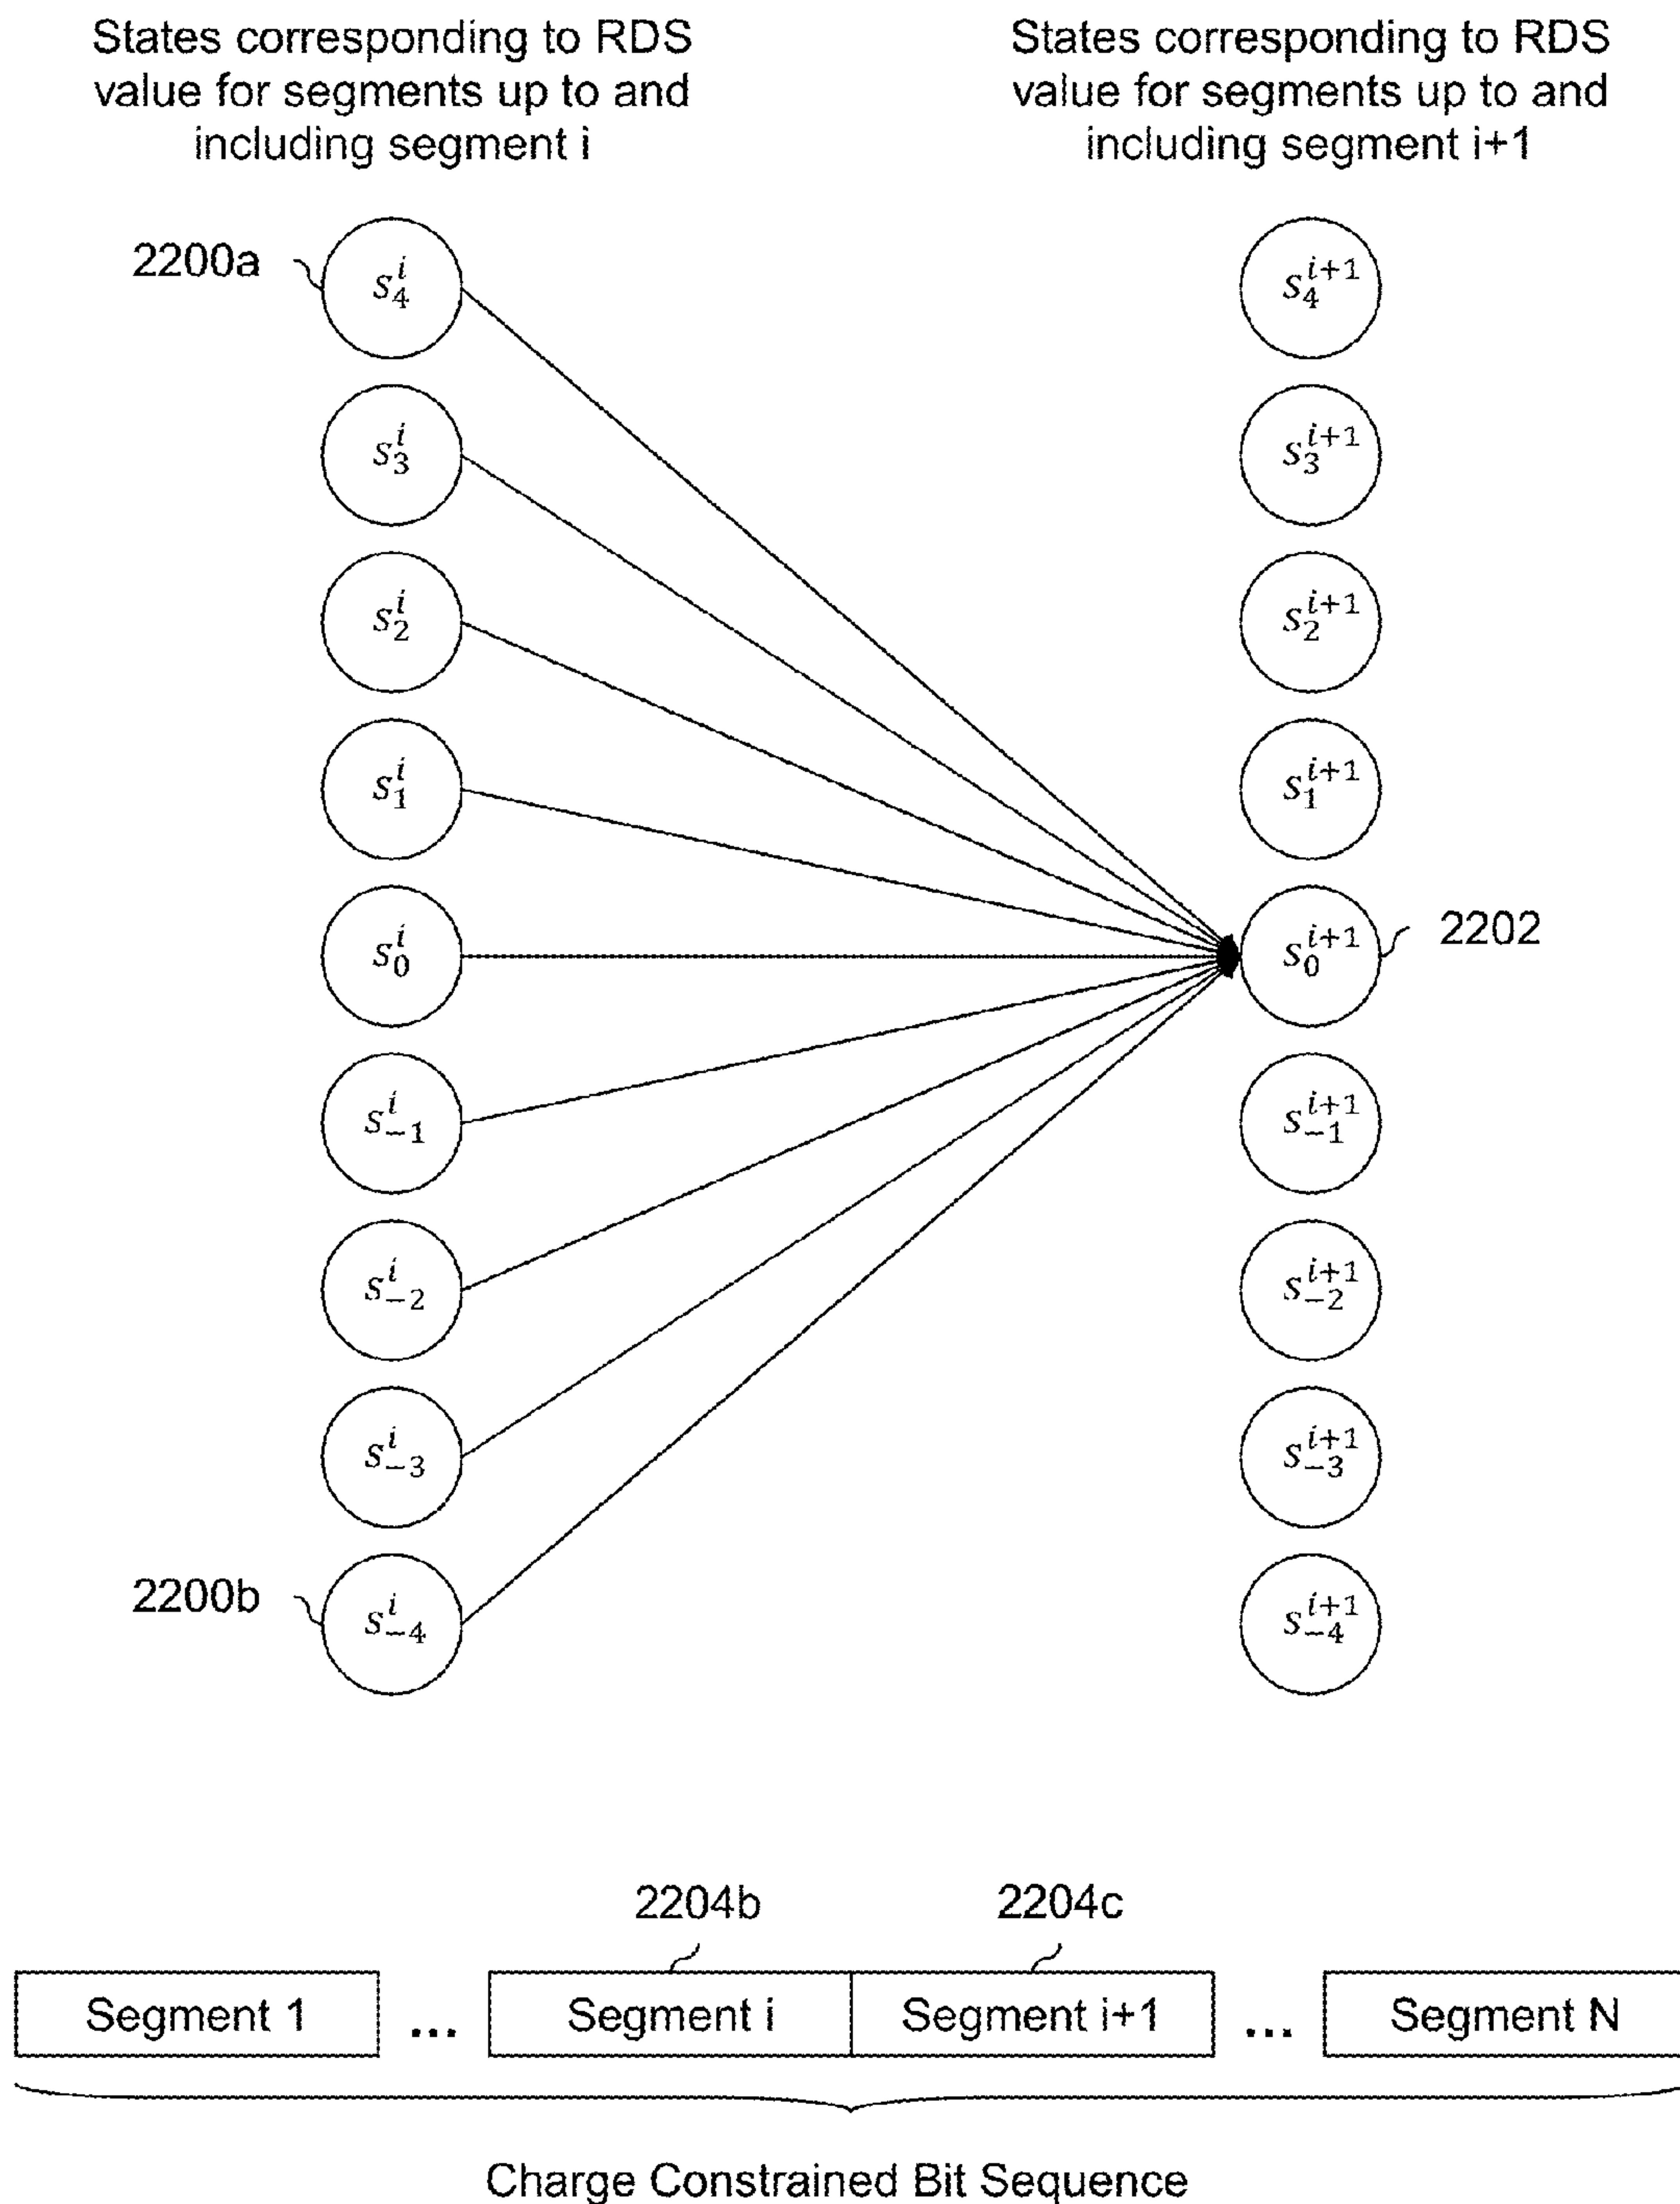 States corresponding to RDS
value for segments up to and
including segment i
States corresponding to RDS
value for segments up to and
including segment i+1
2200a
s_4^i
s_4^{i+1}
s_3^i
s_3^{i+1}
s_2^i
s_2^{i+1}
s_1^i
s_1^{i+1}
s_0^i
s_0^{i+1}
2202
s_{-1}^i
s_{-1}^{i+1}
s_{-2}^i
s_{-2}^{i+1}
s_{-3}^i
s_{-3}^{i+1}
2200b
s_{-4}^i
s_{-4}^{i+1}
2204b
2204c
Segment 1 ... Segment i Segment i+1 ... Segment N
Charge Constrained Bit Sequence